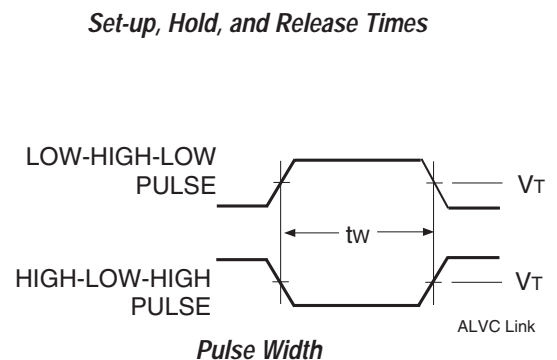 Set-up, Hold, and Release Times
LOW-HIGH-LOW
PULSE
VT
tW
HIGH-LOW-HIGH
PULSE
VT
ALVC Link
Pulse Width